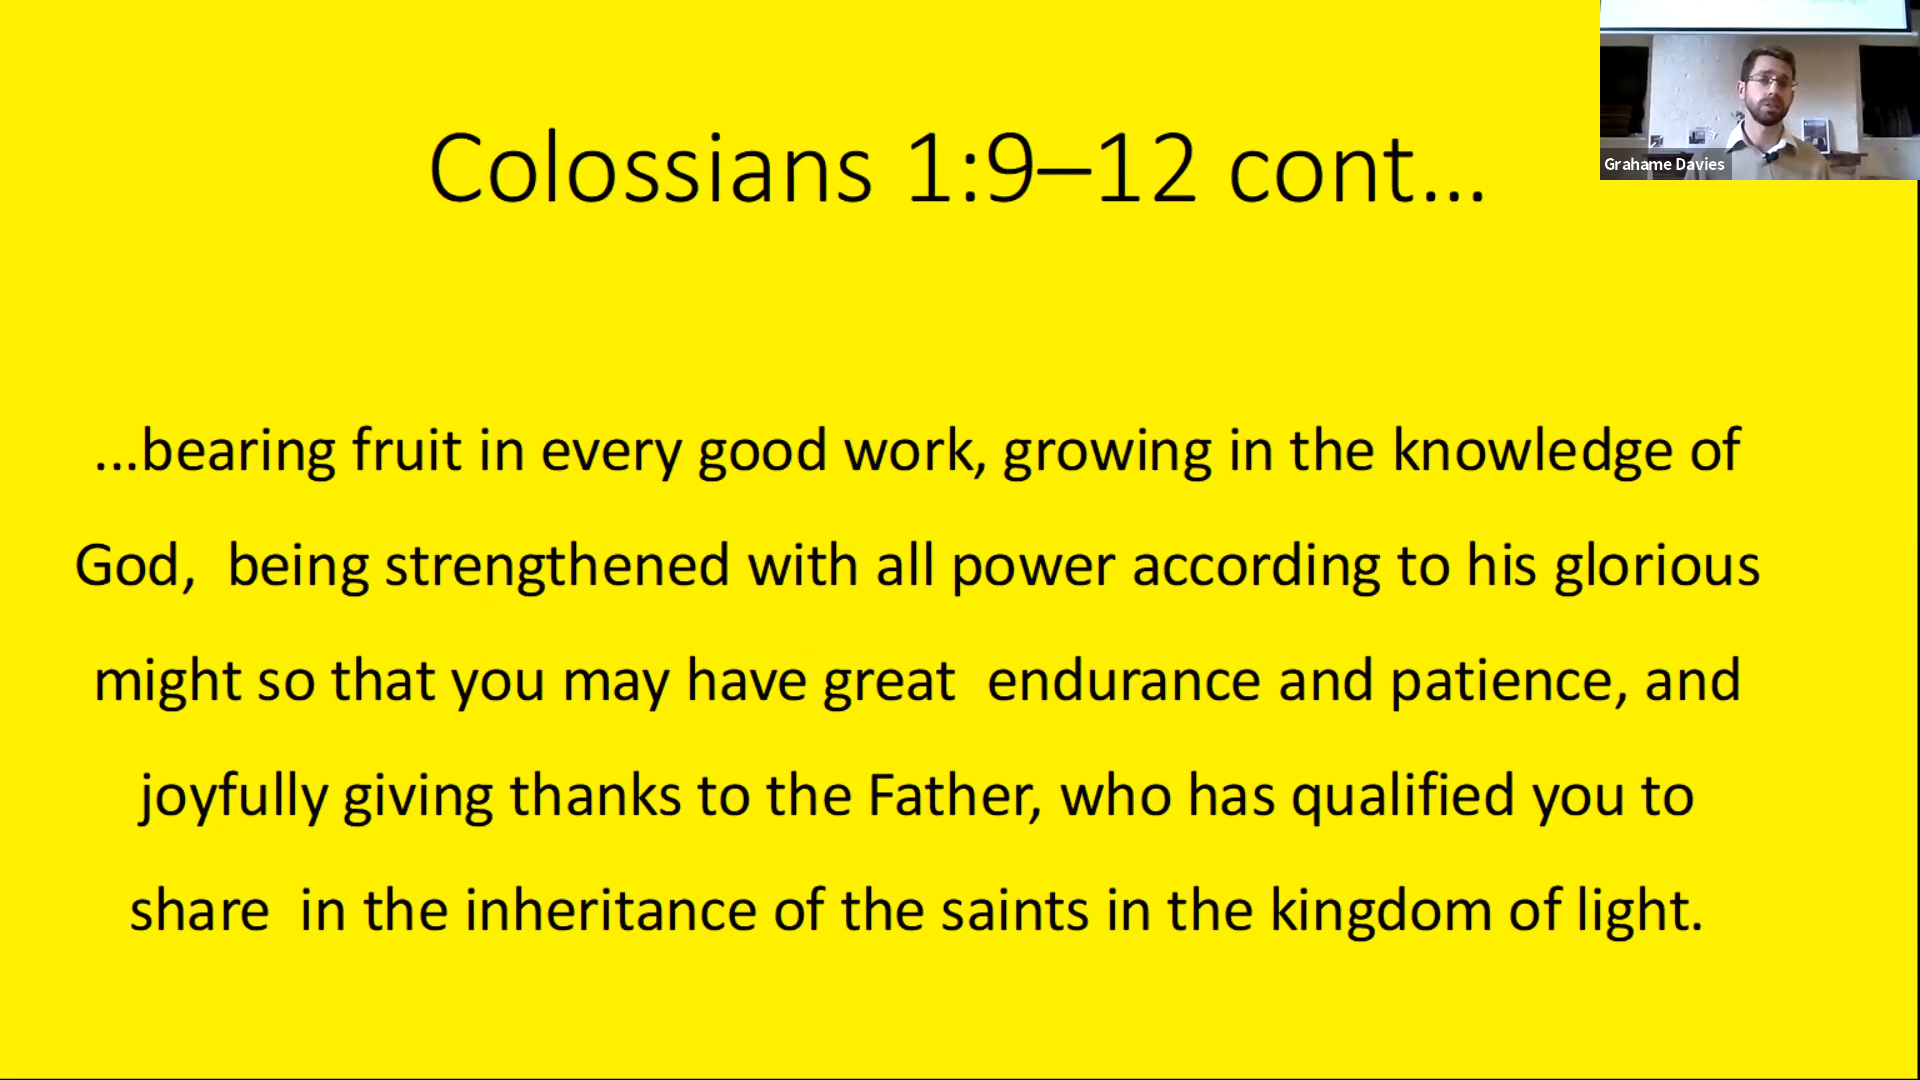 Colossians 1:9–12 cont…
Grahame Davies
…bearing fruit in every good work, growing in the knowledge of
God,  being strengthened with all power according to his glorious
might so that you may have great  endurance and patience, and
joyfully giving thanks to the Father, who has qualified you to
share  in the inheritance of the saints in the kingdom of light.